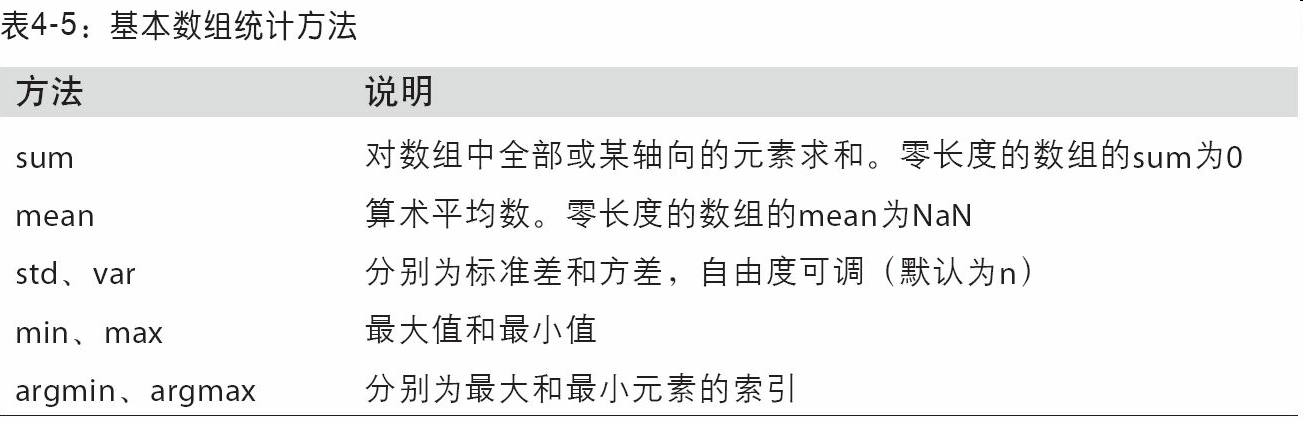 表4-5：基本数组统计方法
方法 说明
sum 对数组中全部或某轴向的元素求和。零长度的数组的sum为0
mean 算术平均数。零长度的数组的mean为NaN
std、var 分别为标准差和方差，自由度可调（默认为n）
min、max 最大值和最小值
argmin、argmax 分别为最大和最小元素的索引